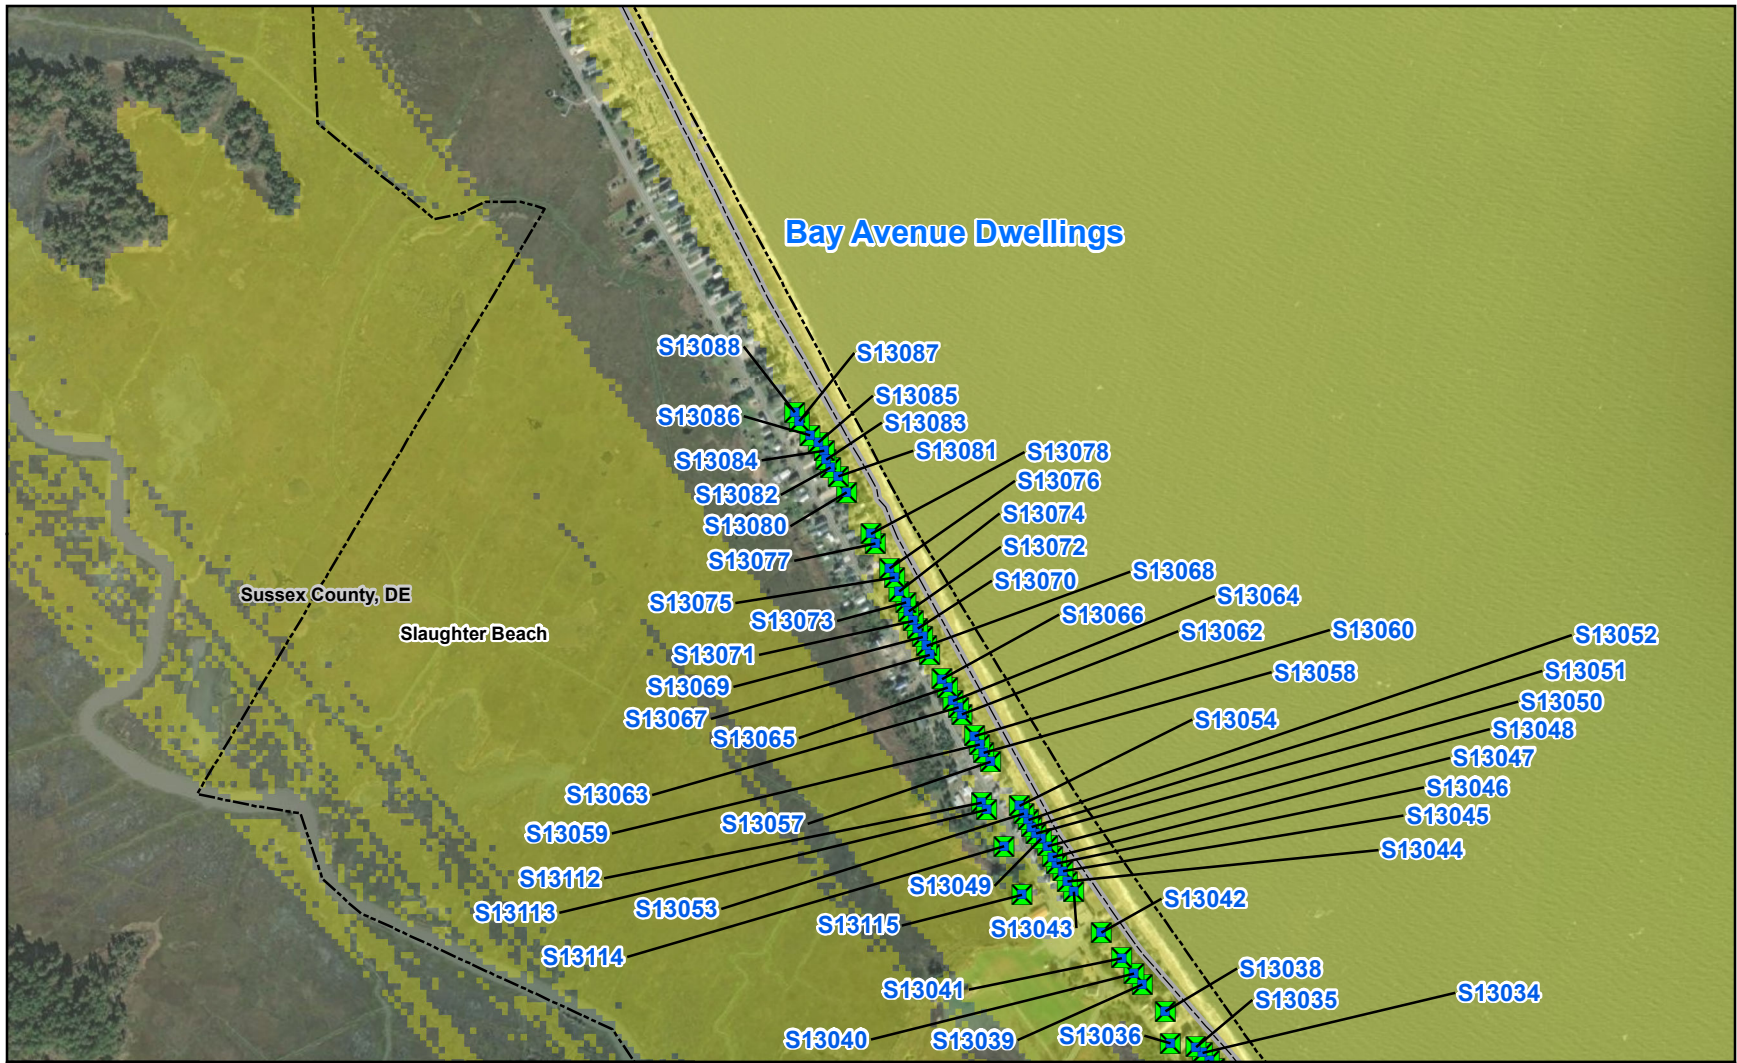 Bay Avenue Dwellings
S13088
S13087
S13085
S13086
S13083
S13081
S13078
S13084
S13076
S13082
S13074
S13080
S13072
S13077
S13068
S13070
S13064
S13075
S13066
S13073
S13060
S13062
S13052
S13071
S13051
S13058
S13069
S13050
S13067
S13054
S13048
S13065
S13047
S13046
S13063
S13045
S13057
S13059
S13044
S13112
S13049
S13042
S13053
S13113
S13115
S13043
S13114
S13038
S13041
S13034
S13035
S13036
S13040
S13039
Sussex County, DE
Slaughter Beach